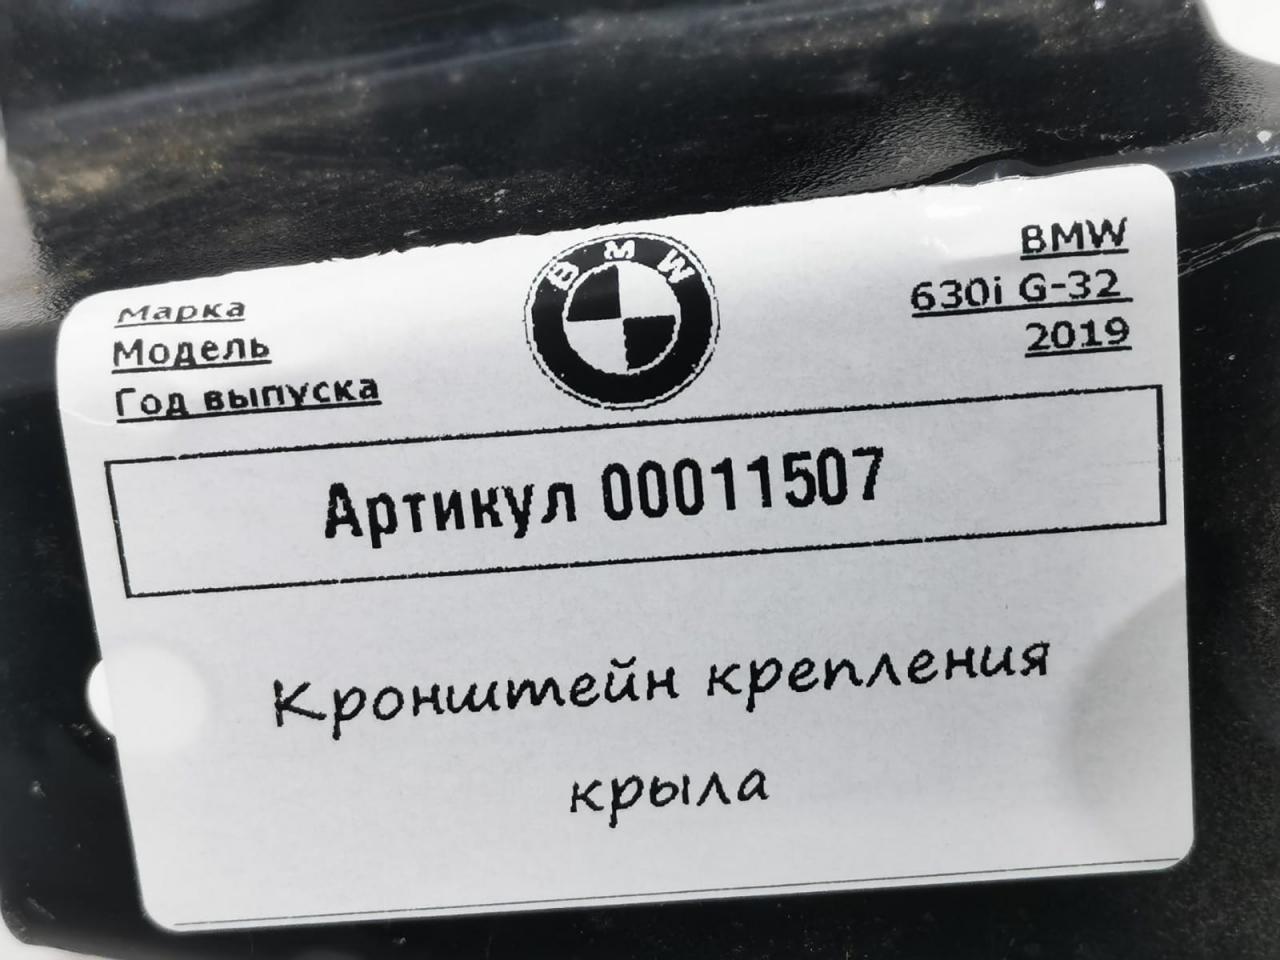 Марка
Модель
Год выпуска
BMW
BMW
630i G-32
2019
Артикул 00011507
Кронштейн крепления
крыла